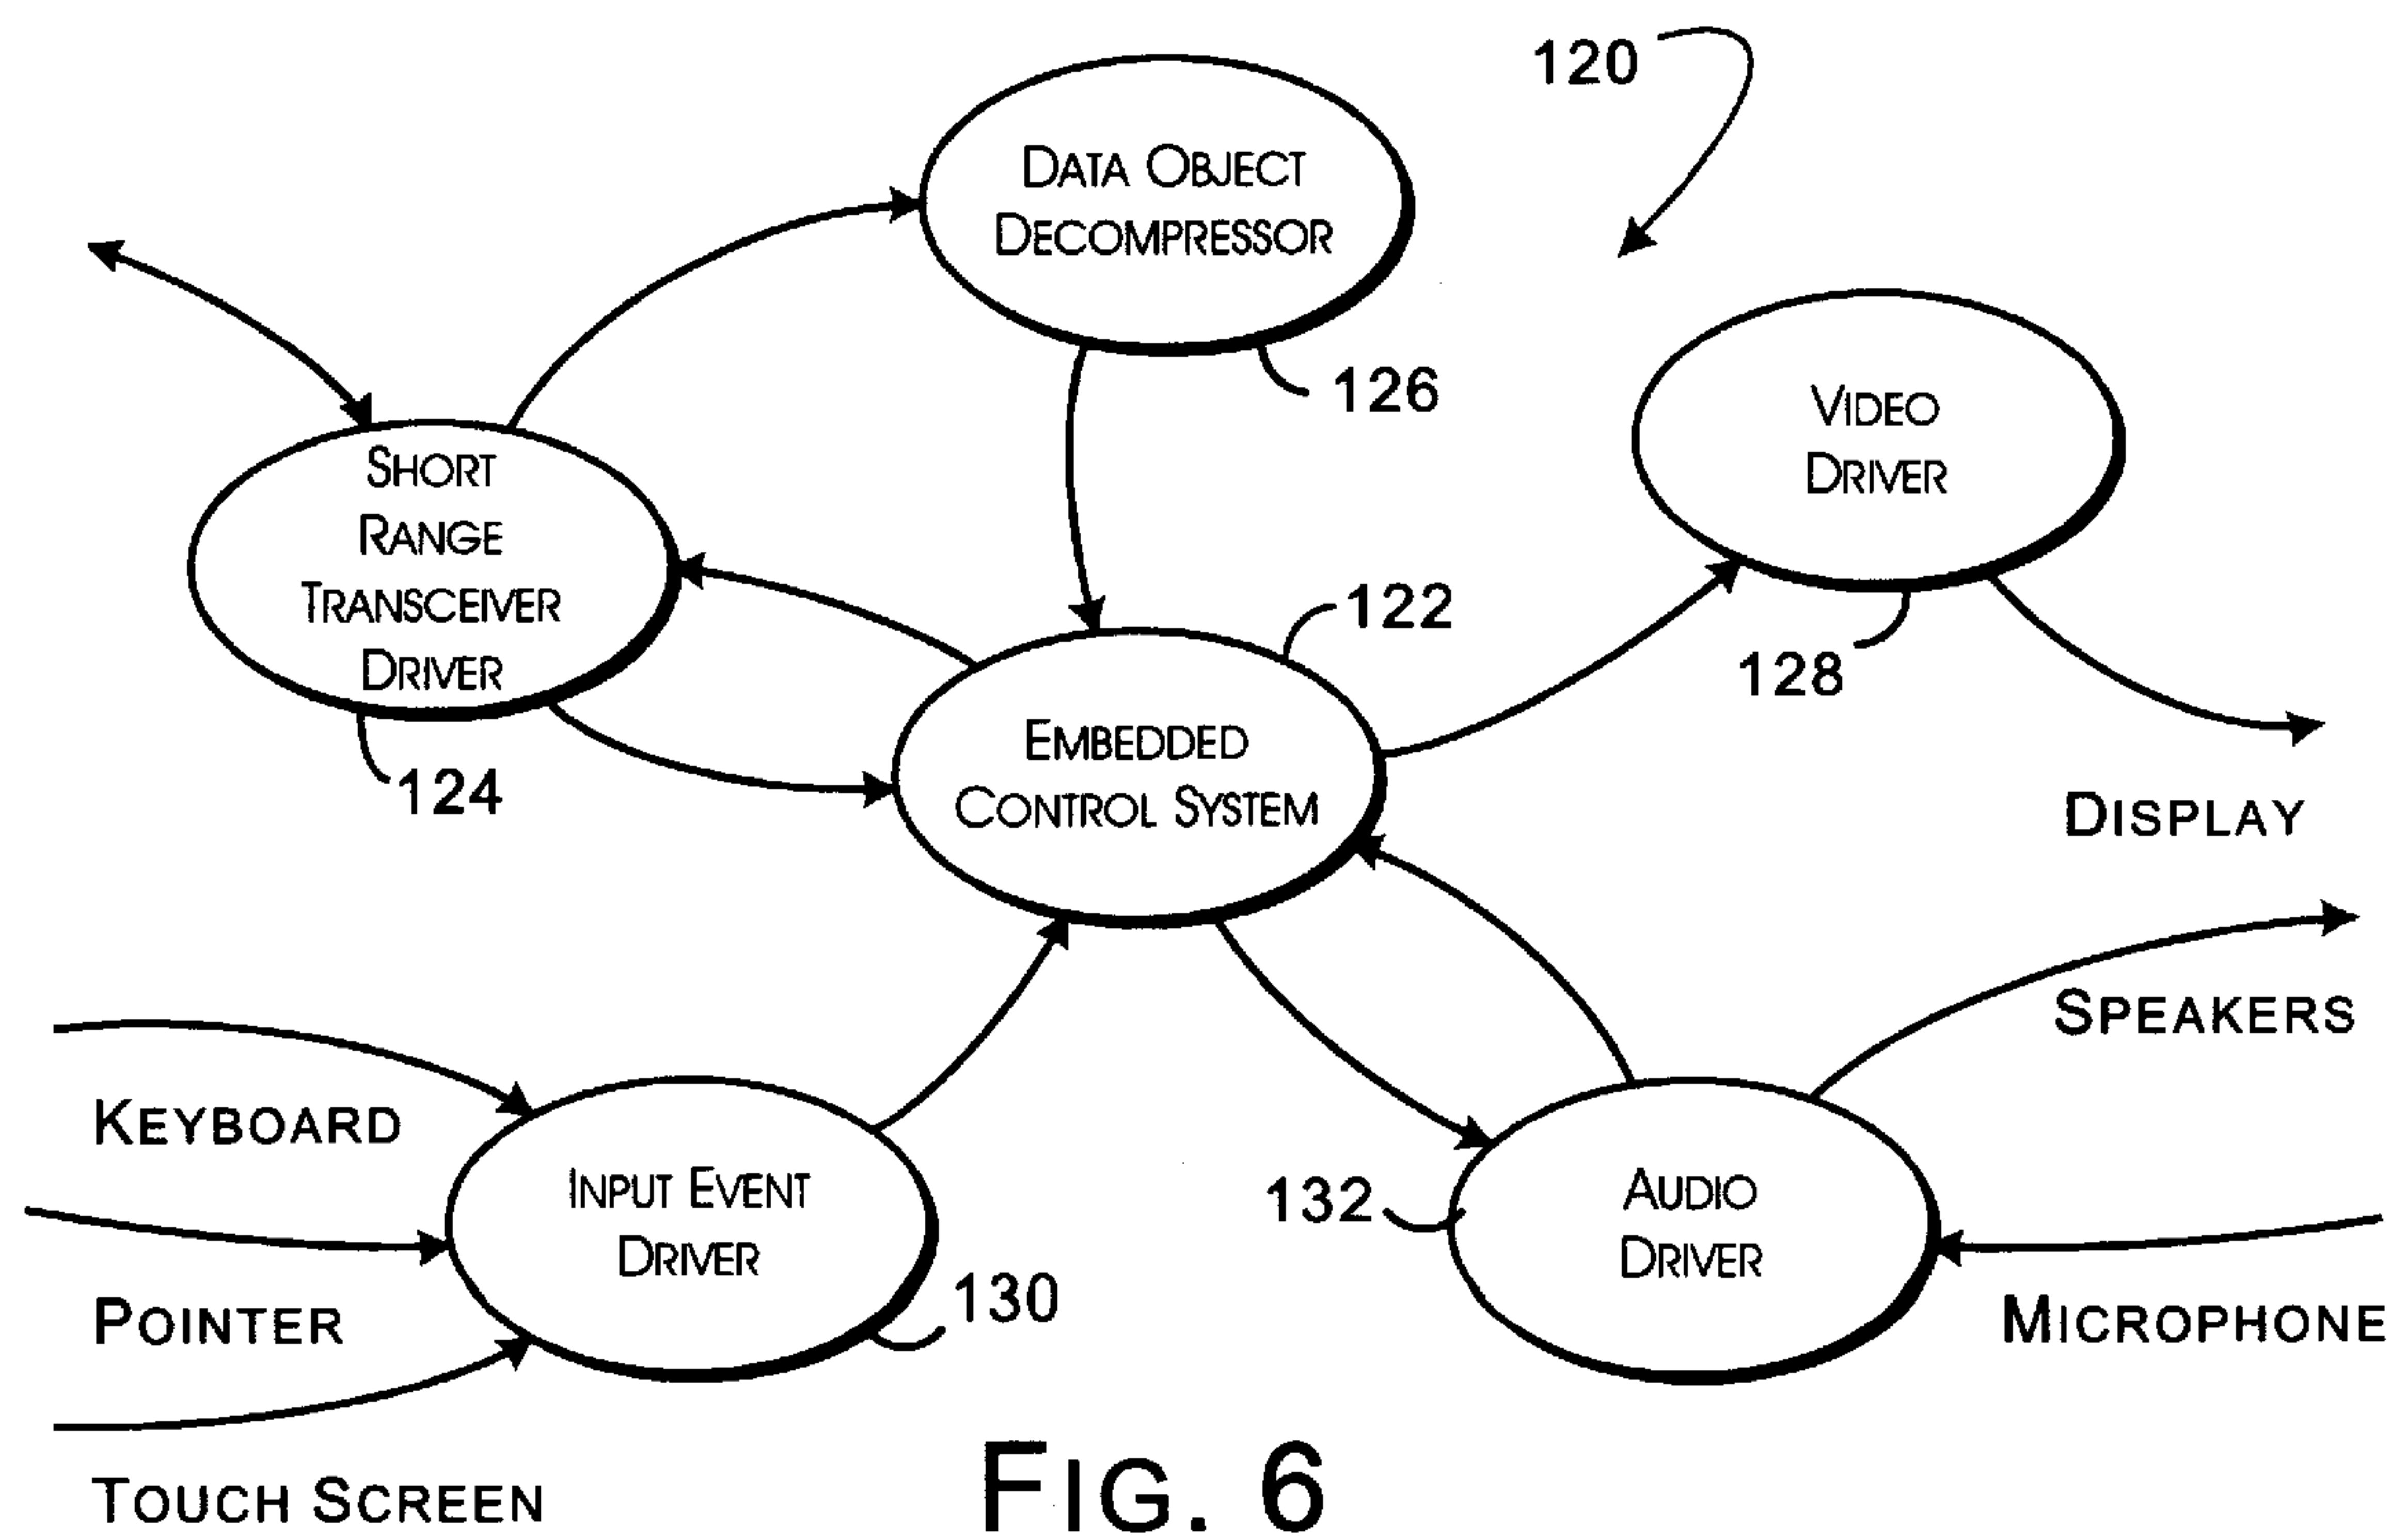 120
DATA OBJECT
DECOMPRESSOR
126
SHORT
RANGE
TRANSCEIVER
DRIVER
124
VIDEO
DRIVER
128
122
EMBEDDED
CONTROL SYSTEM
DISPLAY
SPEAKERS
KEYBOARD
INPUT EVENT
DRIVER
130
POINTER
TOUCH SCREEN
132
AUDIO
DRIVER
MICROPHONE
FIG. 6